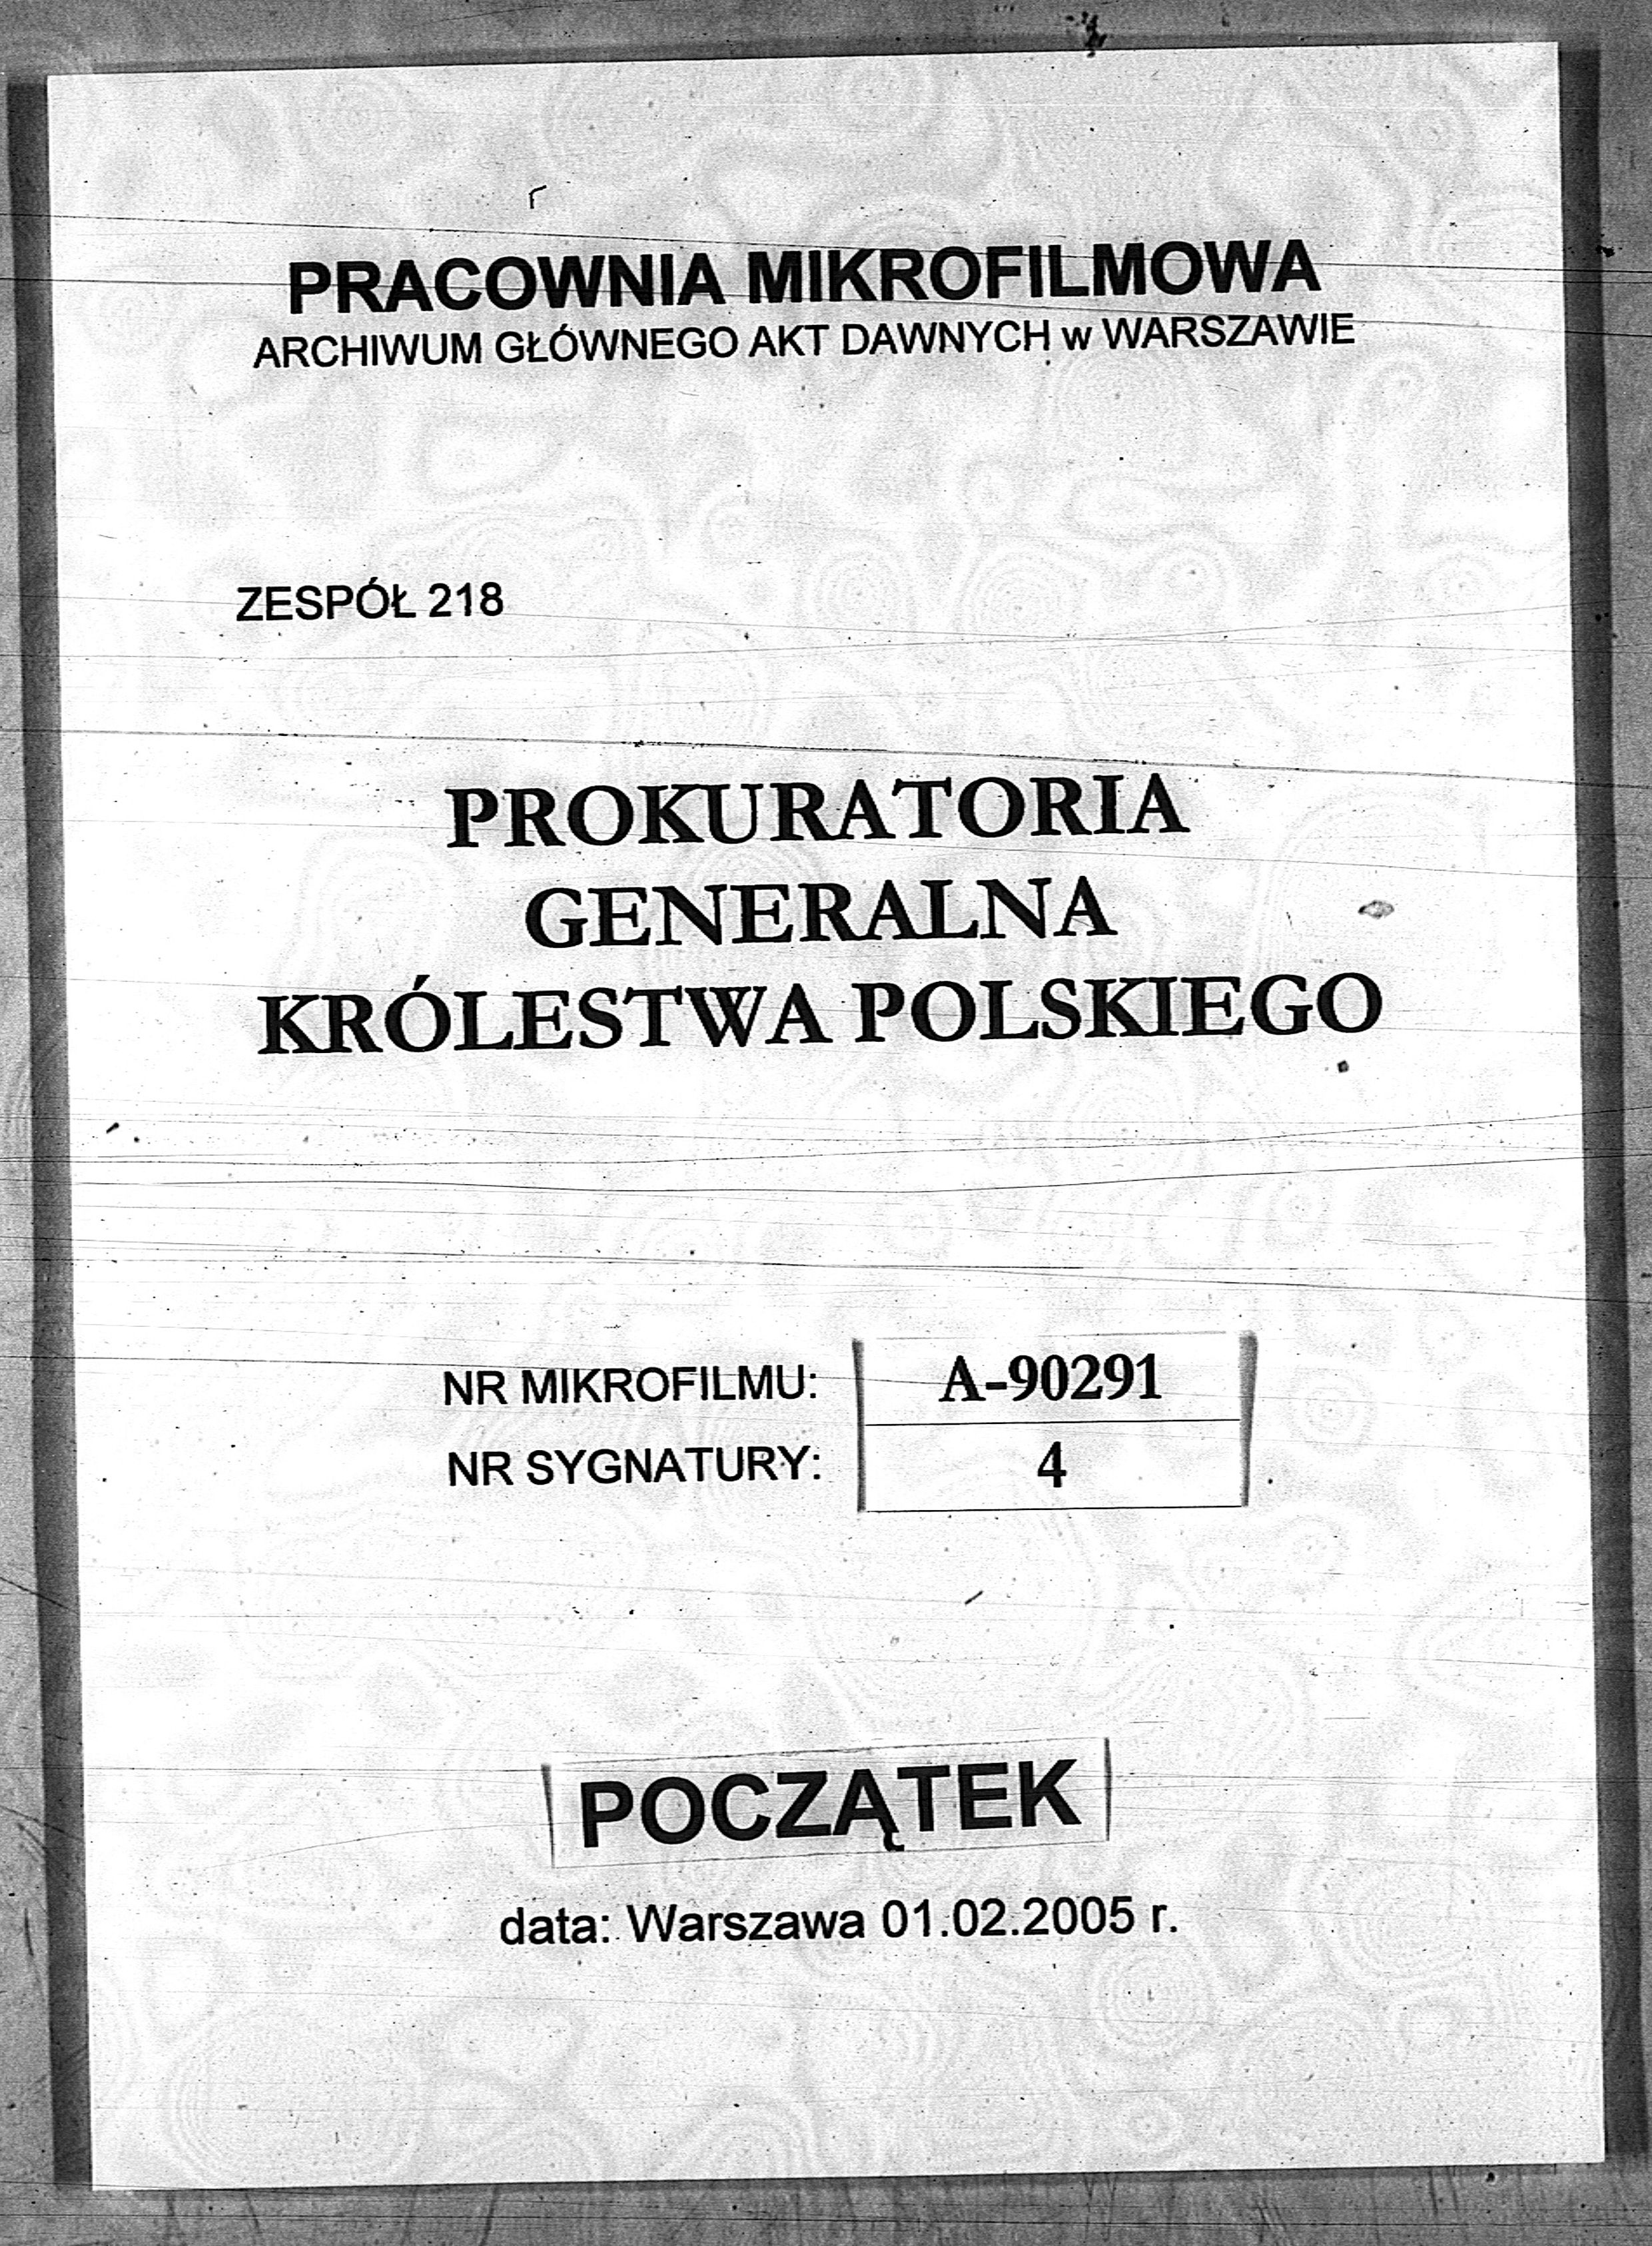 PRACOWNIA MIKROFILMOWA
ARCHIWUM GŁÓWNEGO AKT DAWNYCH w WARSZAWIE
ZESPÓŁ 218
PROKURATORIA
GENERALNA
KRÓLESTWA POLSKIEGO
NR MIKROFILMU: A-90291
NR SYGNATURY: 4
POCZĄTEK
data: Warszawa 01.02.2005 r.